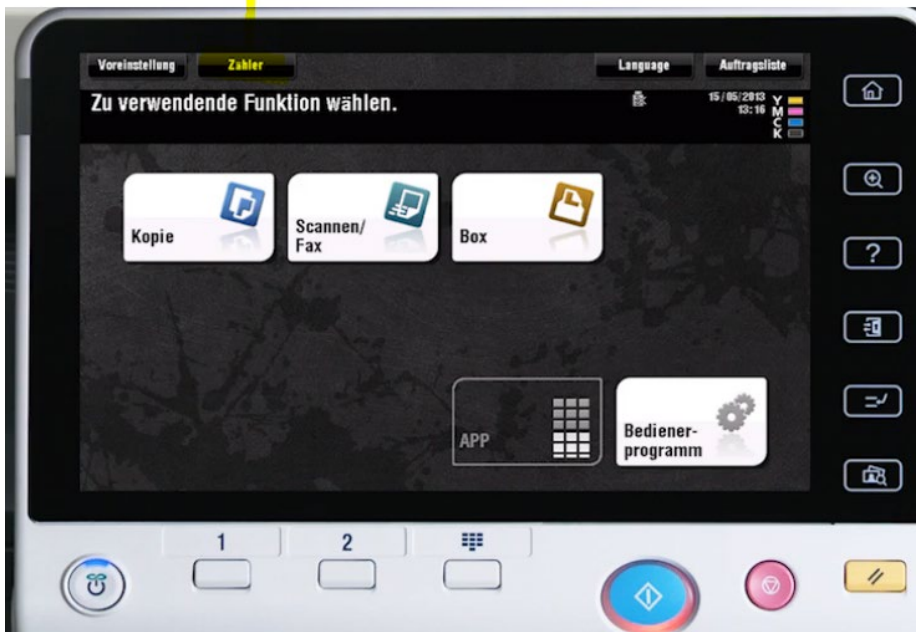 Voreinstellung
Zähler
Language
Auftragsliste
Zu verwendende Funktion wählen.
15/05/2013
13:16
Y
M
C
K
Kopie
Scannen/
Fax
Box
APP
Bediener-
programm
1
2
?